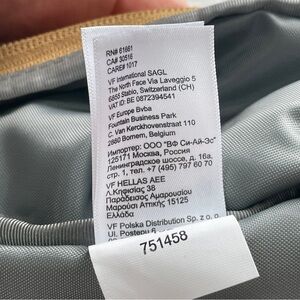 RN# 61661
CA# 30516
CARE# 1017
VF International SAGL
The North Face Via Laveggio 5
6855 Stabio, Switzerland (CH)
VAT ID: BE 0872394541
VF Europe Bvba
Fountain Business Park
C. Van Kerckhovenstraat 110
2880 Bornem, Belgium
Импортер: ООО "ВФ Си-Ай-Эс"
125171 Москва, Россия
Ленинградское шоссе, д. 16а,
стр. 1, тел. +7 (495) 797 60 70
VF HELLAS AEE
Λ.Κηφισίας 38
Παράδεισος Αμαρουσίου
Μαρούσι Αττικής 15125
Ελλάδα
VF Polska Distribution Sp. z o. o.
Ul. Postępu
751458